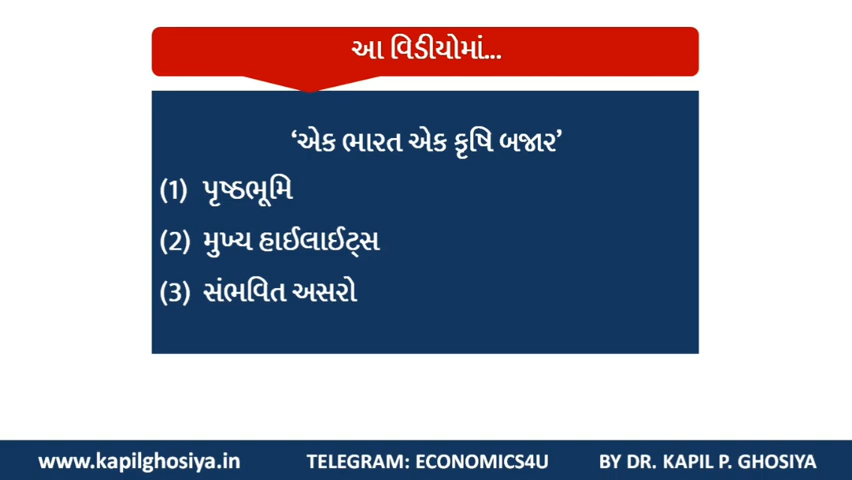 આ વિડીયોમાં...
‘એક ભારત એક કૃષિ બજાર’
(1) પૃષ્ઠભૂમિ
(2) મુખ્ય હાઈલાઈટ્સ
(3) સંભવિત અસરો
www.kapilghosiya.in TELEGRAM: ECONOMICS4U BY DR. KAPIL P. GHOSIYA